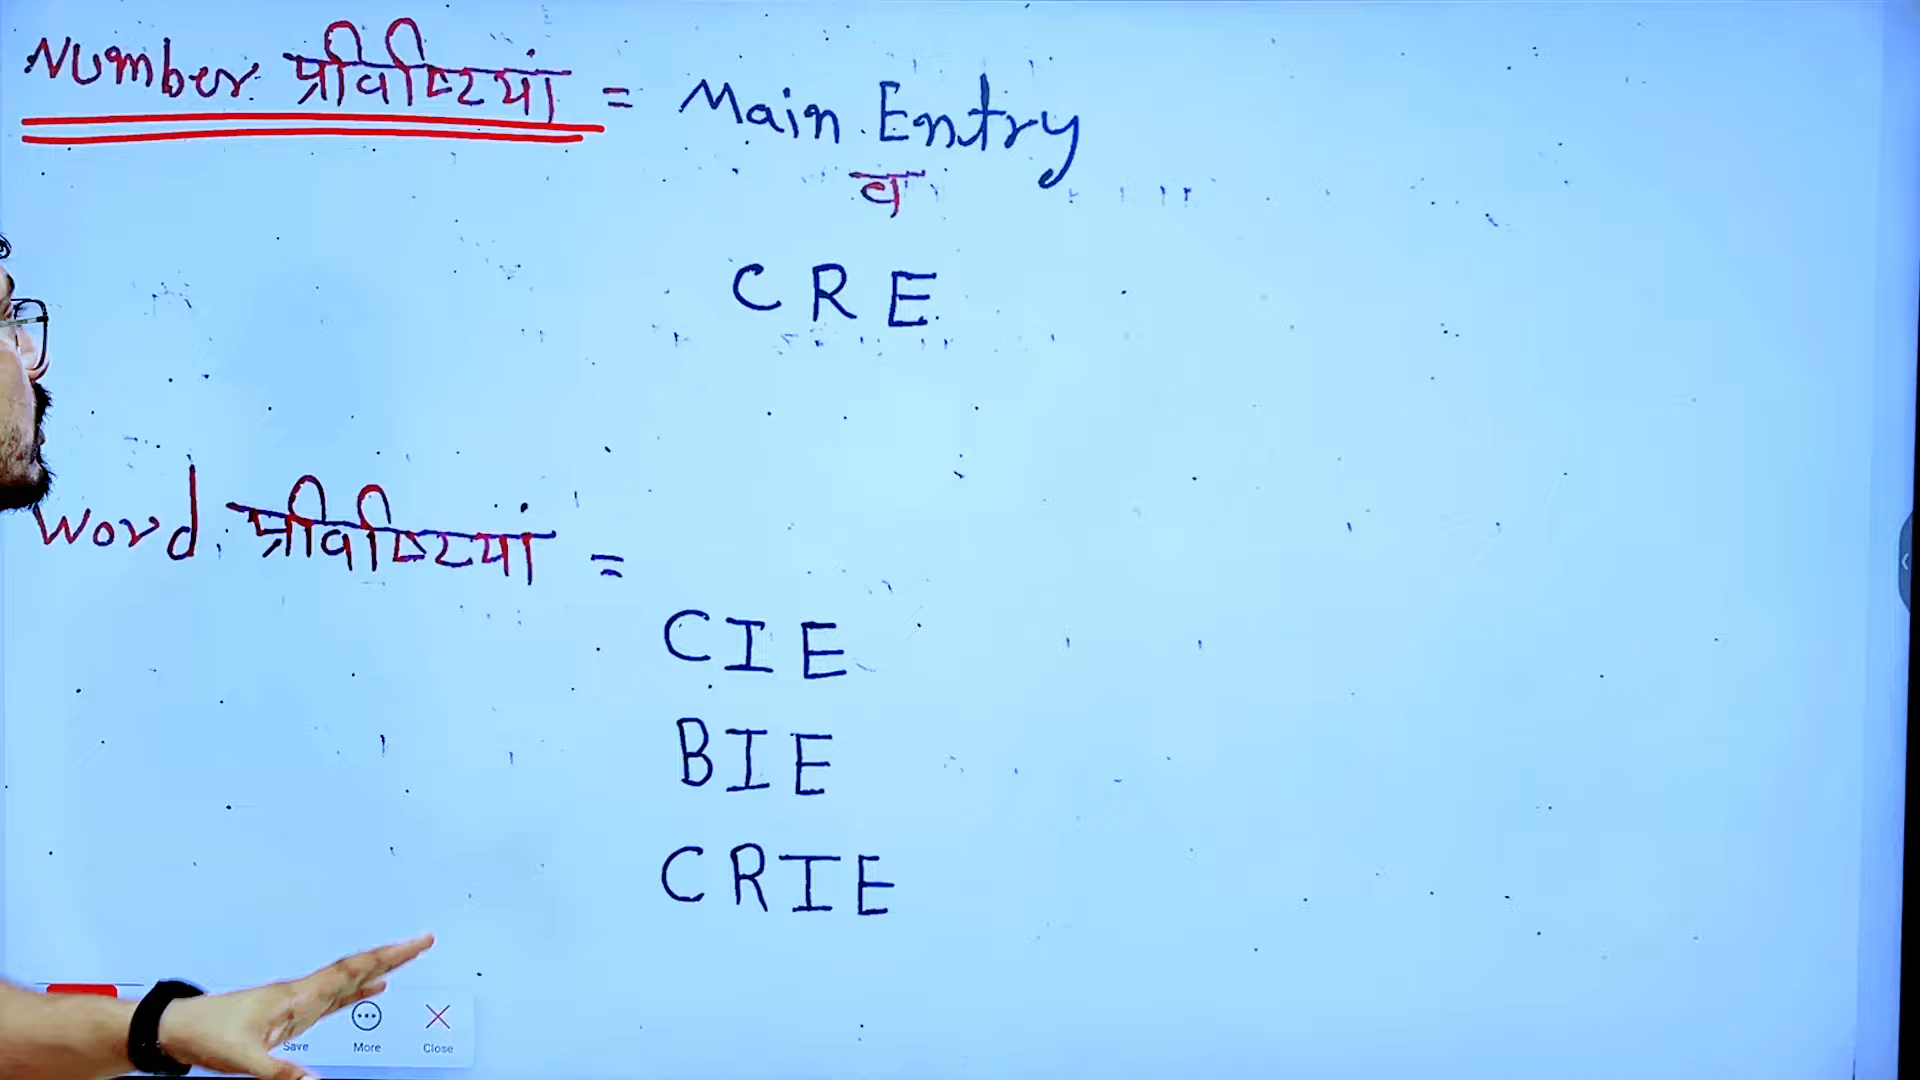 Number प्रविष्टियां = Main Entry
व
CRE
Word प्रविष्टियां =
CIE
BIE
CRIE
Save More Close